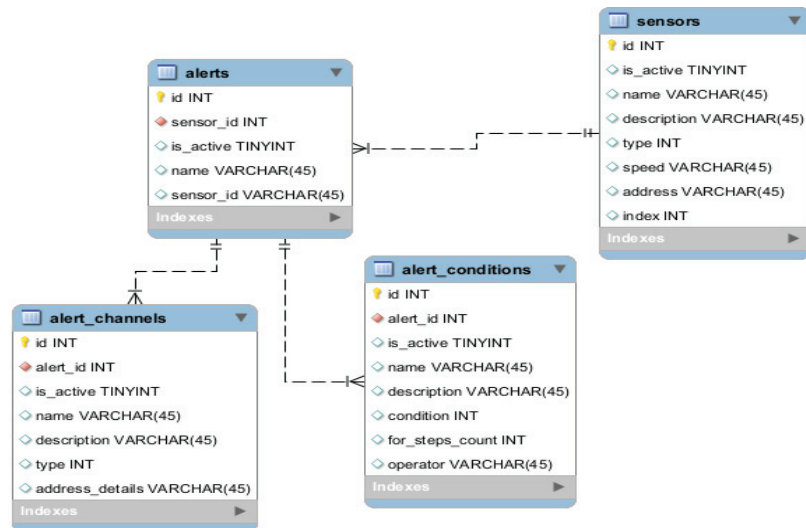 sensors
id INT
is_active TINYINT
name VARCHAR(45)
description VARCHAR(45)
type INT
speed VARCHAR(45)
address VARCHAR(45)
index INT
Indexes
alerts
id INT
sensor_id INT
is_active TINYINT
name VARCHAR(45)
sensor_id VARCHAR(45)
Indexes
alert_conditions
id INT
alert_id INT
is_active TINYINT
name VARCHAR(45)
description VARCHAR(45)
condition INT
for_steps_count INT
operator VARCHAR(45)
Indexes
alert_channels
id INT
alert_id INT
is_active TINYINT
name VARCHAR(45)
description VARCHAR(45)
type INT
address_details VARCHAR(45)
Indexes